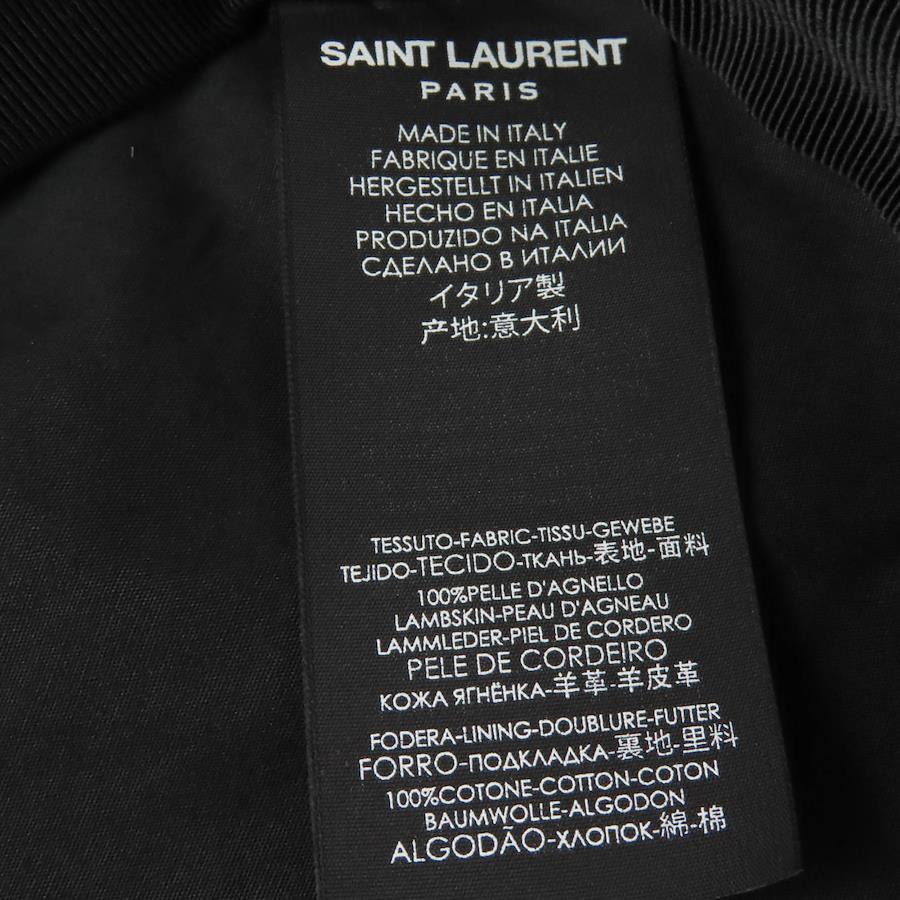 SAINT LAURENT
PARIS
MADE IN ITALY
FABRIQUE EN ITALIE
HERGESTELLT IN ITALIEN
HECHO EN ITALIA
PRODUZIDO NA ITALIA
СДЕЛАНО В ИТАЛИИ
イタリア製
产地:意大利
TESSUTO-FABRIC-TISSU-GEWEBE
TEJIDO-TECIDO-ТКАНЬ-表地-面料
100%PELLE D'AGNELLO
LAMBSKIN-PEAU D'AGNEAU
LAMMLEDER-PIEL DE CORDERO
PELE DE CORDEIRO
КОЖА ЯГНЁНКА-羊革-羊皮革
FODERA-LINING-DOUBLURE-FUTTER
FORRO-ПОДКЛАДКА-裏地-里料
100%COTONE-COTTON-COTON
BAUMWOLLE-ALGODON
ALGODÃO-ХЛОПОК-綿-棉